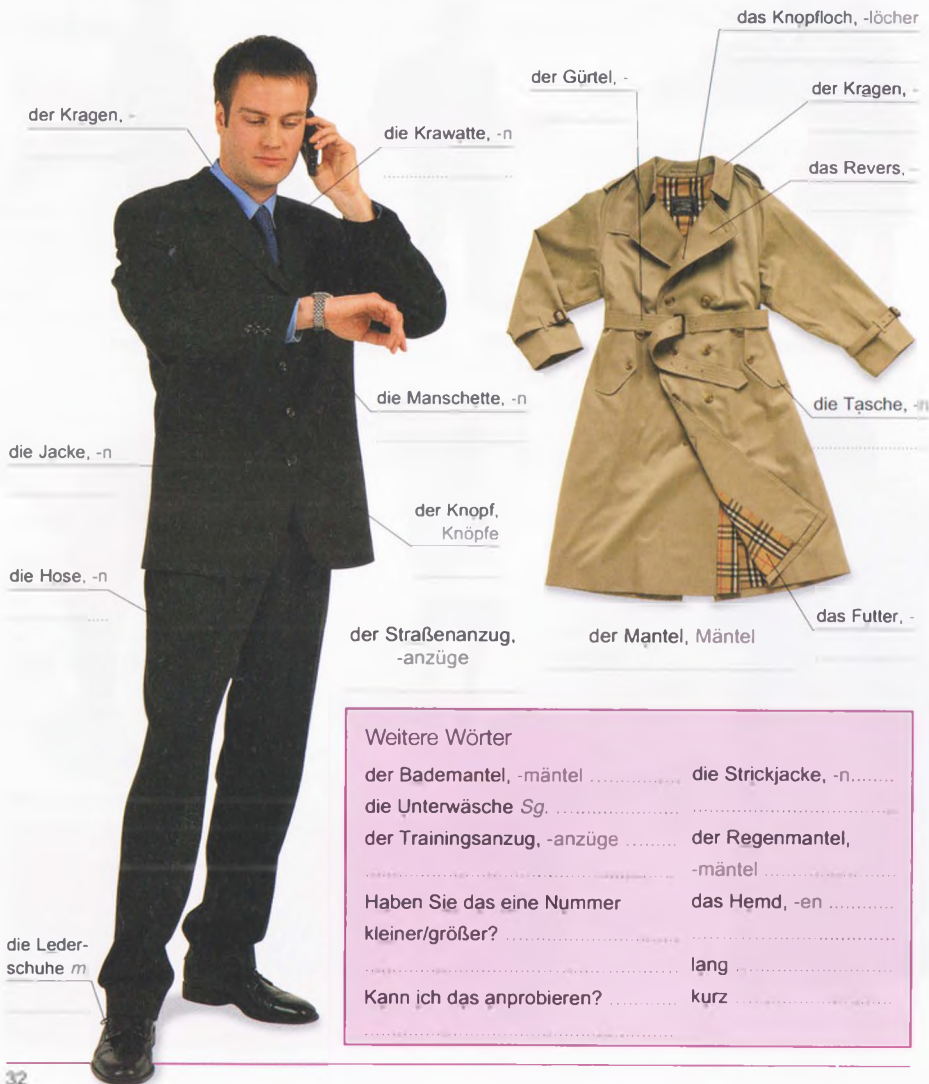 das Knopfloch, -löcher
der Gürtel, -
der Kragen, -
der Kragen, -
die Krawatte, -n
das Revers, -
die Manschette, -n
die Tasche, -n
die Jacke, -n
der Knopf,
Knöpfe
die Hose, -n
das Futter, -
der Straßenanzug,
-anzüge
der Mantel, Mäntel
Weitere Wörter
der Bademantel, -mäntel
die Unterwäsche Sg.
der Trainingsanzug, -anzüge
Haben Sie das eine Nummer
kleiner/größer?
Kann ich das anprobieren?
die Strickjacke, -n
der Regenmantel,
-mäntel
das Hemd, -en
lang
kurz
die Leder-
schuhe m
32